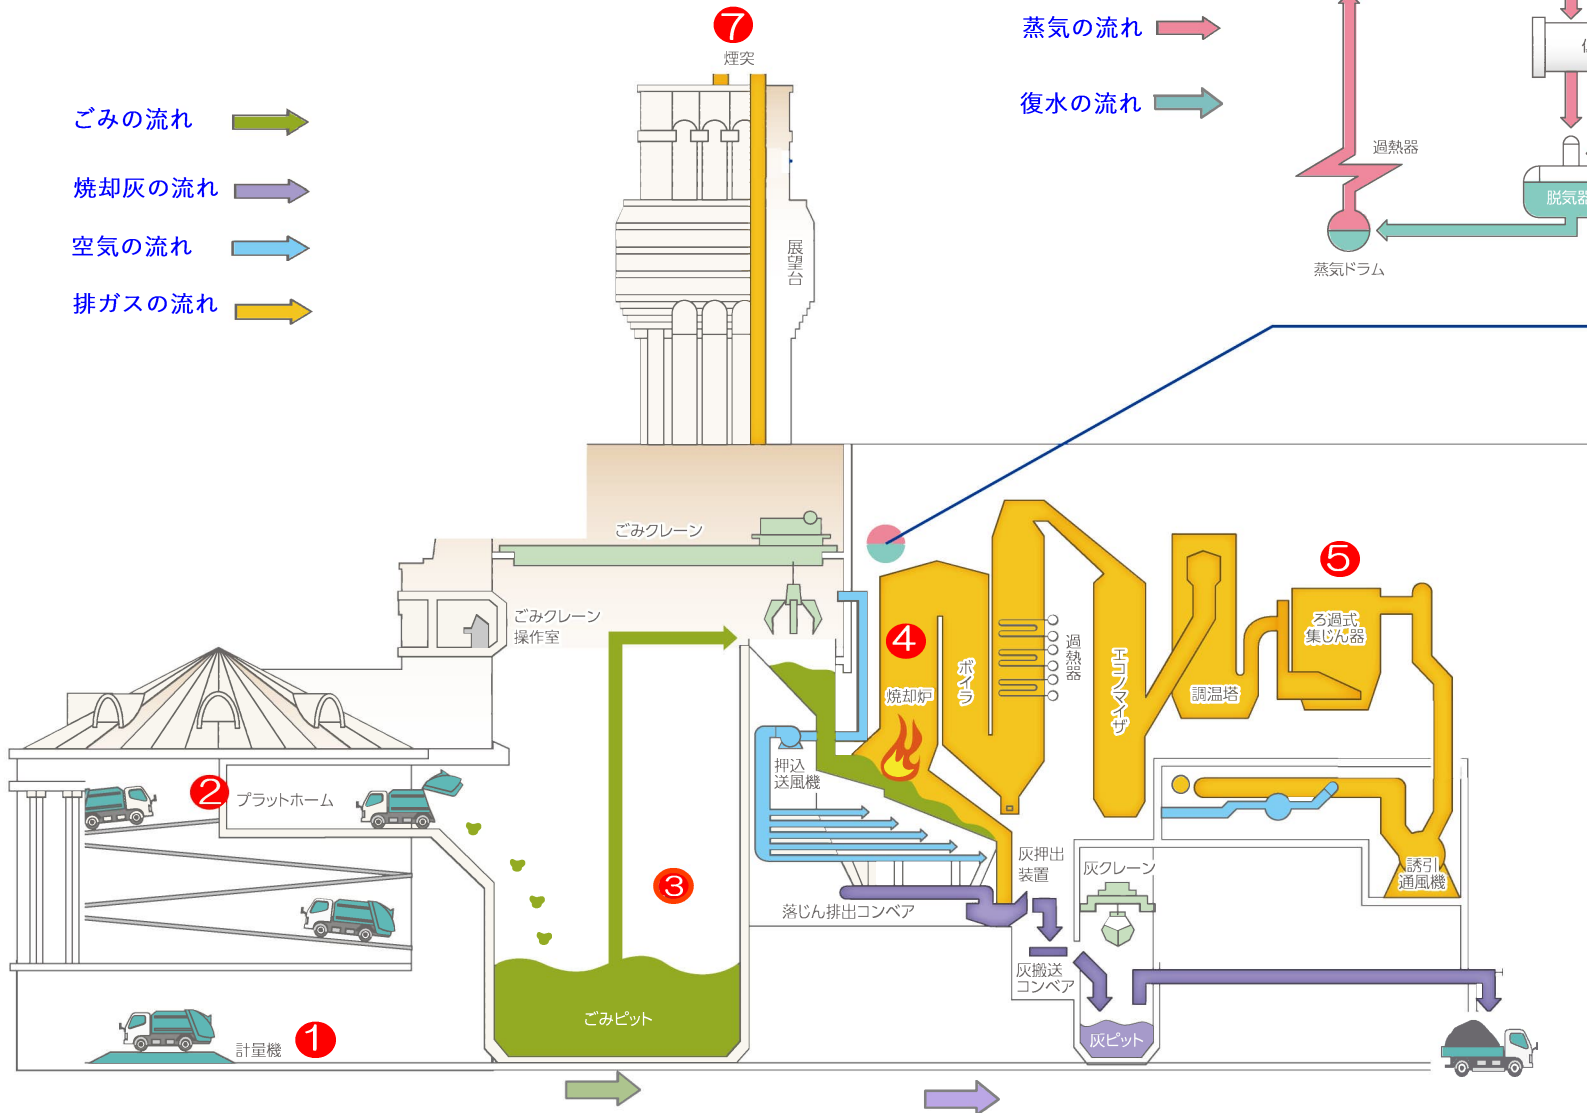 7
煙突
蒸気の流れ
復水の流れ
ごみの流れ
焼却灰の流れ
空気の流れ
排ガスの流れ
過熱器
脱気器
蒸気ドラム
展望台
ごみクレーン
ごみクレーン
操作室
5
ろ過式
集じん器
4
焼却炉
ボイラ
過熱器
エコノマイザ
調温塔
2
プラットホーム
押込
送風機
3
灰押出
装置
灰クレーン
誘引
通風機
落じん排出コンベア
灰搬送
コンベア
ごみピット
灰ピット
1
計量機